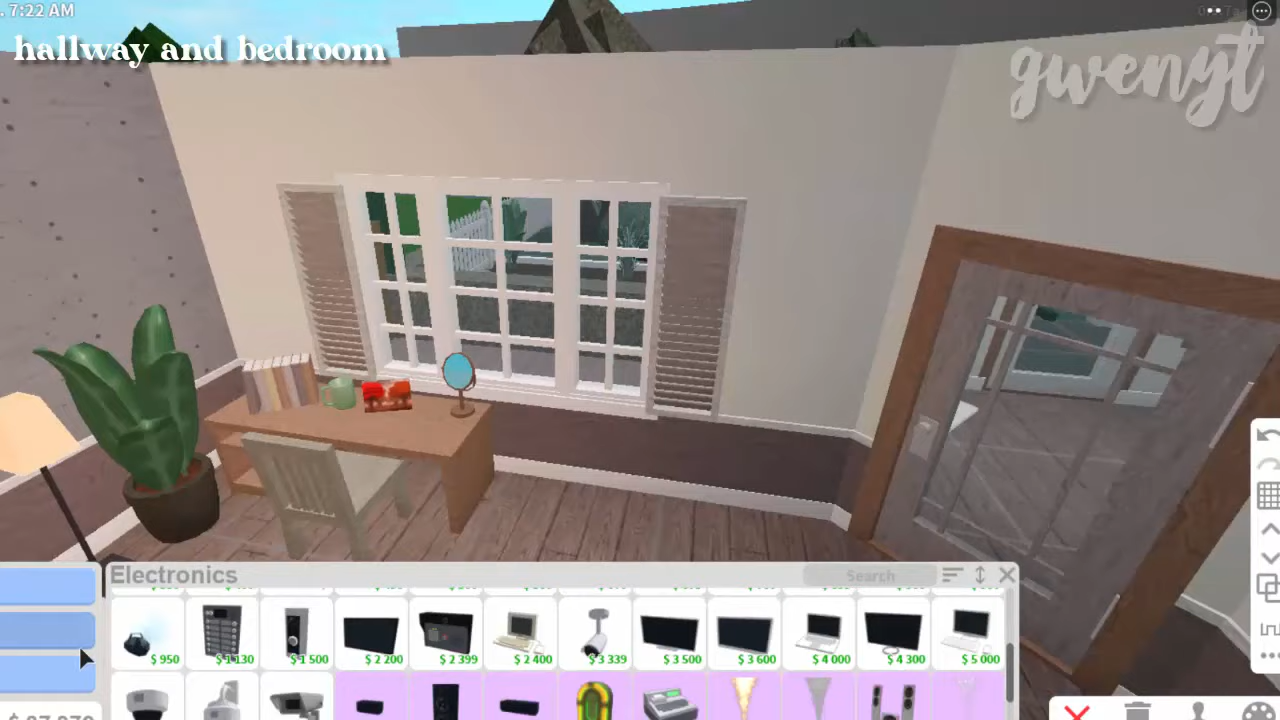 . 7:22 AM
hallway and bedroom
gwenyt
Electronics
Search
$ 950
$ 1 130
$ 1 500
$ 2 200
$ 2 399
$ 2 400
$ 3 339
$ 3 500
$ 3 600
$ 4 000
$ 4 300
$ 5 000